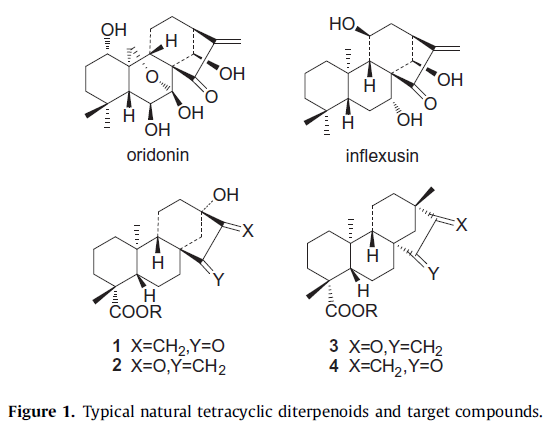 OH
H
O
OH
O
H
OH
OH
oridonin
HO
H
OH
O
H
OH
inflexusin
OH
X
H
Y
H
COOR
1 X=CH₂,Y=O
2 X=O,Y=CH₂
X
H
Y
H
COOR
3 X=O,Y=CH₂
4 X=CH₂,Y=O
Figure 1. Typical natural tetracyclic diterpenoids and target compounds.